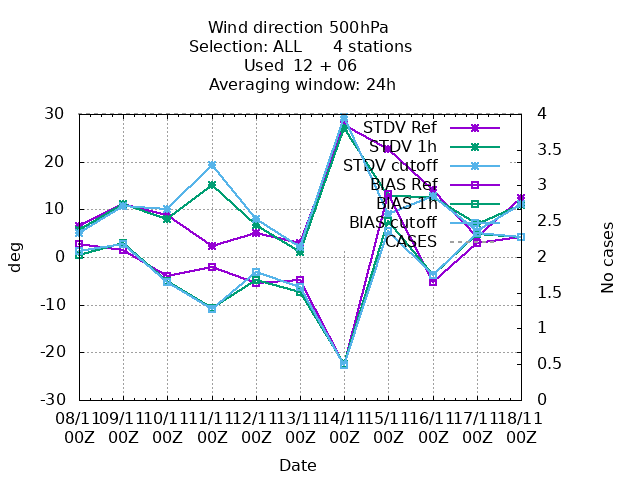 Wind direction 500hPa
Selection: ALL 4 stations
Used 12 + 06
Averaging window: 24h
30
20
10
0
-10
-20
-30
deg
4
3.5
3
2.5
2
1.5
1
0.5
0
No cases
STDV Ref
STDV 1h
STDV cutoff
BIAS Ref
BIAS 1h
BIAS cutoff
CASES
08/11 09/11 10/11 11/11 12/11 13/11 14/11 15/11 16/11 17/11 18/11
00Z 00Z 00Z 00Z 00Z 00Z 00Z 00Z 00Z 00Z 00Z
Date